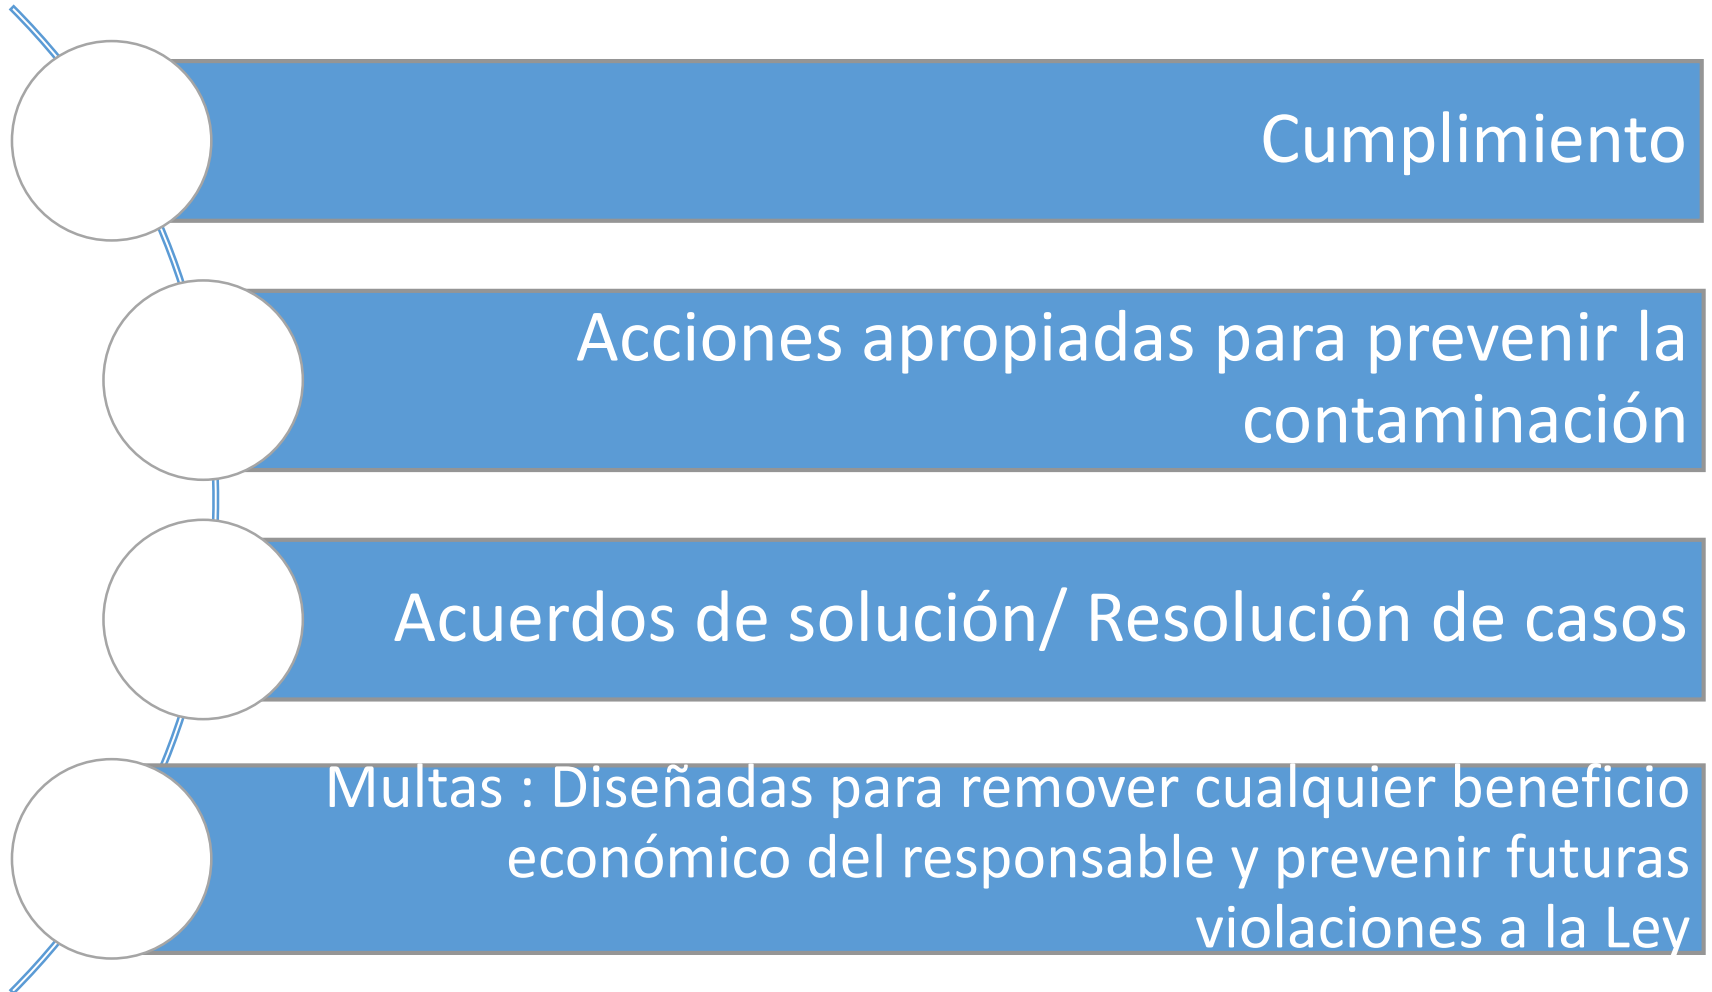 Cumplimiento
Acciones apropiadas para prevenir la
contaminación
Acuerdos de solución/ Resolución de casos
Multas : Diseñadas para remover cualquier beneficio
económico del responsable y prevenir futuras
violaciones a la Ley